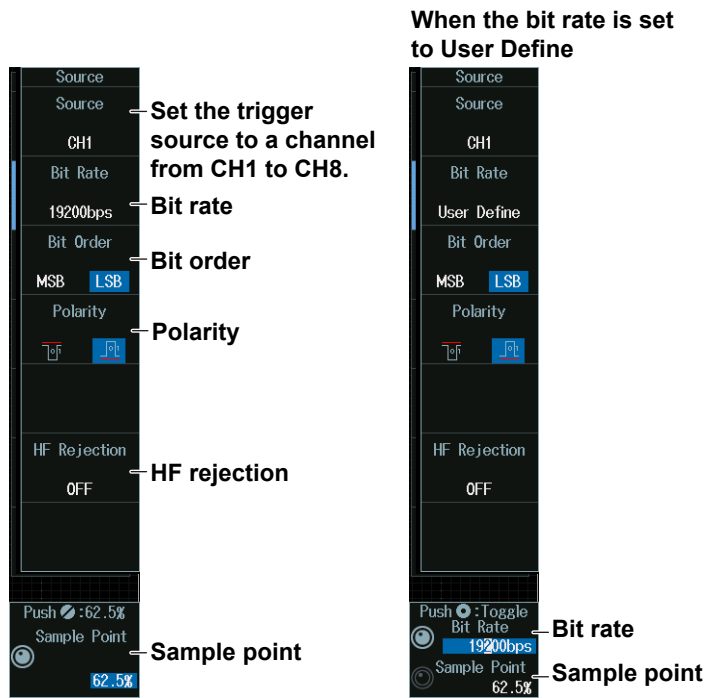 When the bit rate is set
to User Define
Source
Source
CH1
Bit Rate
19200bps
Bit Order
MSB LSB
Polarity
HF Rejection
OFF
Push :62.5%
Sample Point
62.5%
Set the trigger
source to a channel
from CH1 to CH8.
Bit rate
Bit order
Polarity
HF rejection
Sample point
Source
Source
CH1
Bit Rate
User Define
Bit Order
MSB LSB
Polarity
HF Rejection
OFF
Push :Toggle
Bit Rate
19200bps
Sample Point
62.5%
Bit rate
Sample point